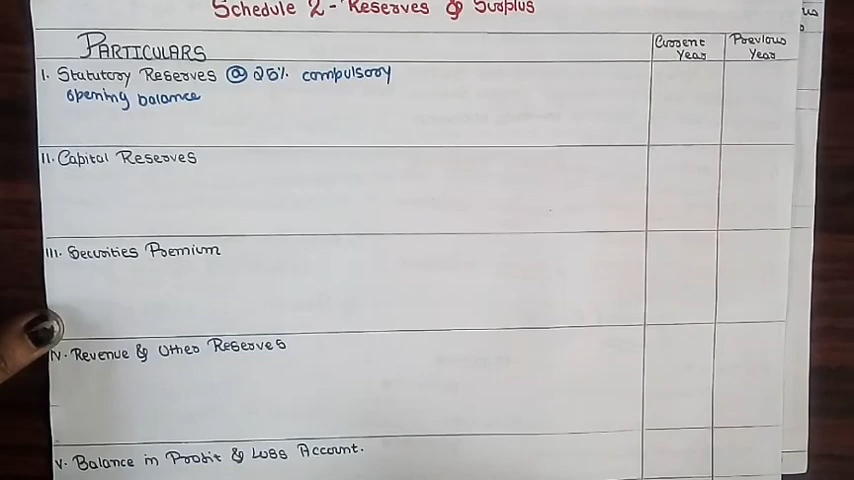 Schedule 2 - Reserves & Surplus
PARTICULARS
Current Year
Previous Year
I. Statutory Reserves @ 25% compulsory
opening balance
II. Capital Reserves
III. Securities Premium
IV. Revenue & Other Reserves
V. Balance in Profit & Loss Account.